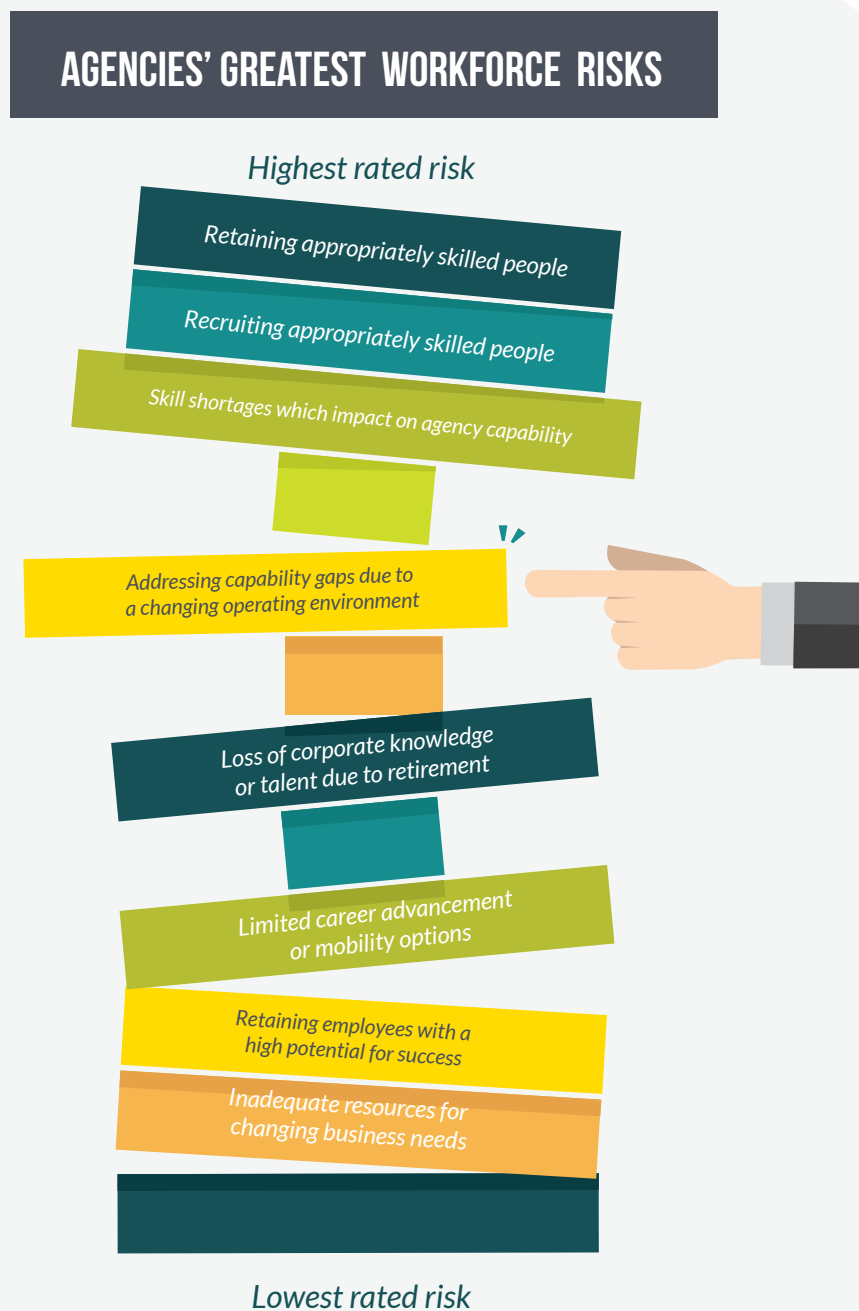 AGENCIES’ GREATEST WORKFORCE RISKS
Highest rated risk
Retaining appropriately skilled people
Recruiting appropriately skilled people
Skill shortages which impact on agency capability
Addressing capability gaps due to
a changing operating environment
Loss of corporate knowledge
or talent due to retirement
Limited career advancement
or mobility options
Retaining employees with a
high potential for success
Inadequate resources for
changing business needs
Lowest rated risk